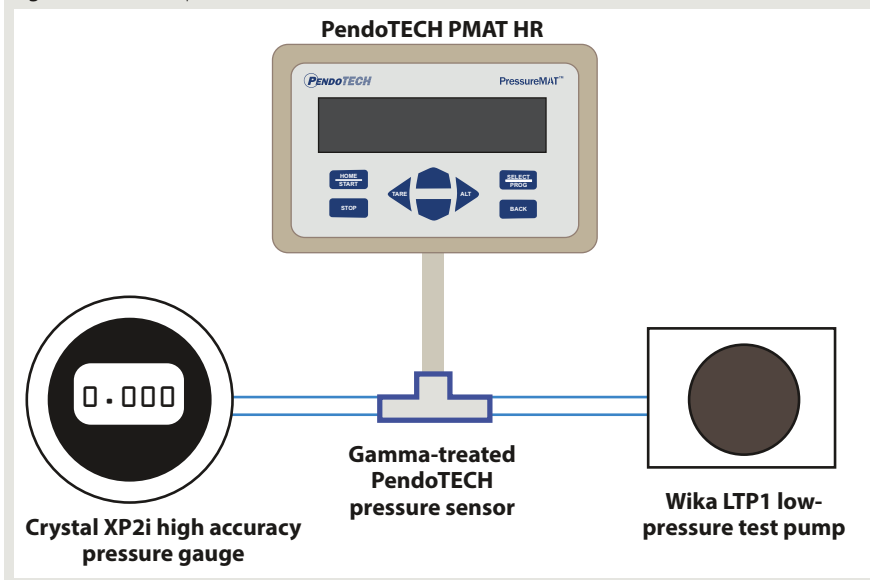 PendoTECH PMAT HR
PENDOTECH
PressureMAT™
HOME
START
STOP
TARE
ALT
SELECT
PROG
BACK
0.000
Gamma-treated
PendoTECH
pressure sensor
Crystal XP2i high accuracy
pressure gauge
Wika LTP1 low-
pressure test pump